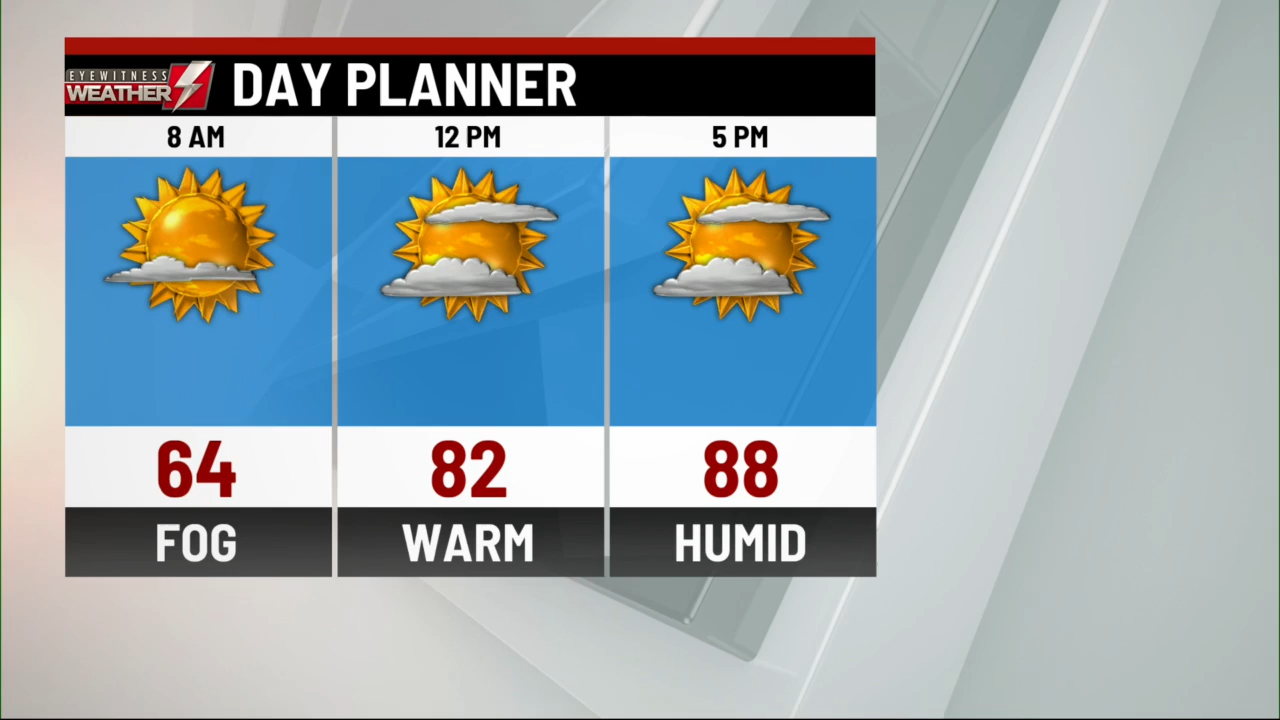 EYEWITNESS
WEATHER
DAY PLANNER
8 AM
12 PM
5 PM
64
82
88
FOG
WARM
HUMID